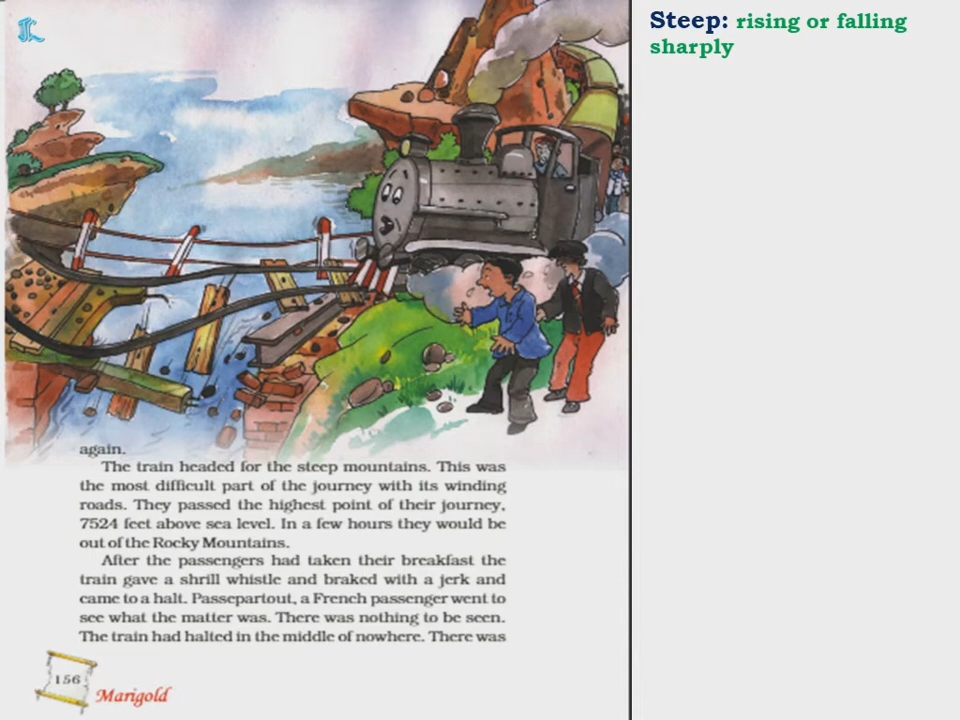 Steep: rising or falling
sharply
again.
The train headed for the steep mountains. This was
the most difficult part of the journey with its winding
roads. They passed the highest point of their journey,
7524 feet above sea level. In a few hours they would be
out of the Rocky Mountains.
After the passengers had taken their breakfast the
train gave a shrill whistle and braked with a jerk and
came to a halt. Passepartout, a French passenger went to
see what the matter was. There was nothing to be seen.
The train had halted in the middle of nowhere. There was
156
Marigold